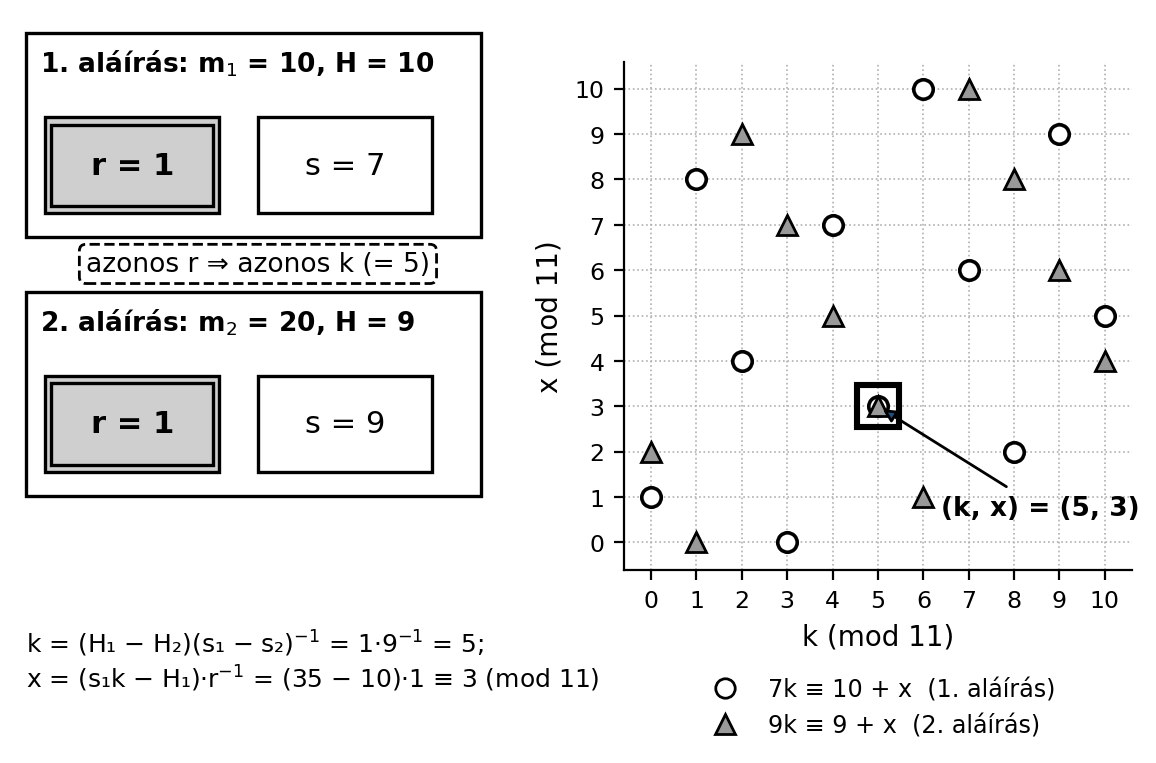 1. aláírás: m₁ = 10, H = 10
r = 1
s = 7
azonos r ⇒ azonos k (= 5)
2. aláírás: m₂ = 20, H = 9
r = 1
s = 9
k = (H₁ − H₂)(s₁ − s₂)⁻¹ = 1·9⁻¹ = 5;
x = (s₁k − H₁)·r⁻¹ = (35 − 10)·1 ≡ 3 (mod 11)
x (mod 11)
10
9
8
7
6
5
4
3
2
1
0
(k, x) = (5, 3)
0 1 2 3 4 5 6 7 8 9 10
k (mod 11)
7k ≡ 10 + x (1. aláírás)
9k ≡ 9 + x (2. aláírás)